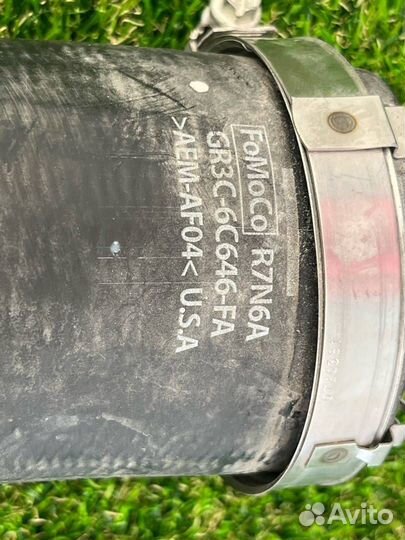 FoMoCo R7N6A
GR3C-6C646-FA
>AEM-AF04< U.S.A
Avito